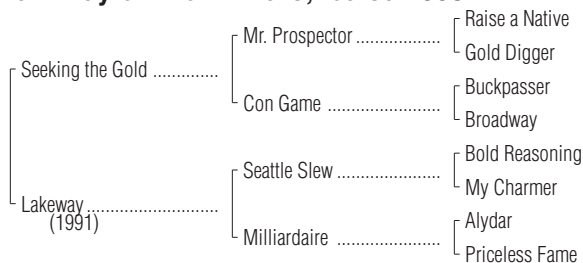 Raise a Native
Mr. Prospector ...................
Gold Digger
Seeking the Gold ..............
Buckpasser
Con Game ........................
Broadway
Bold Reasoning
Seattle Slew ......................
My Charmer
Lakeway ............................
(1991)
Alydar
Milliardaire ......................
Priceless Fame